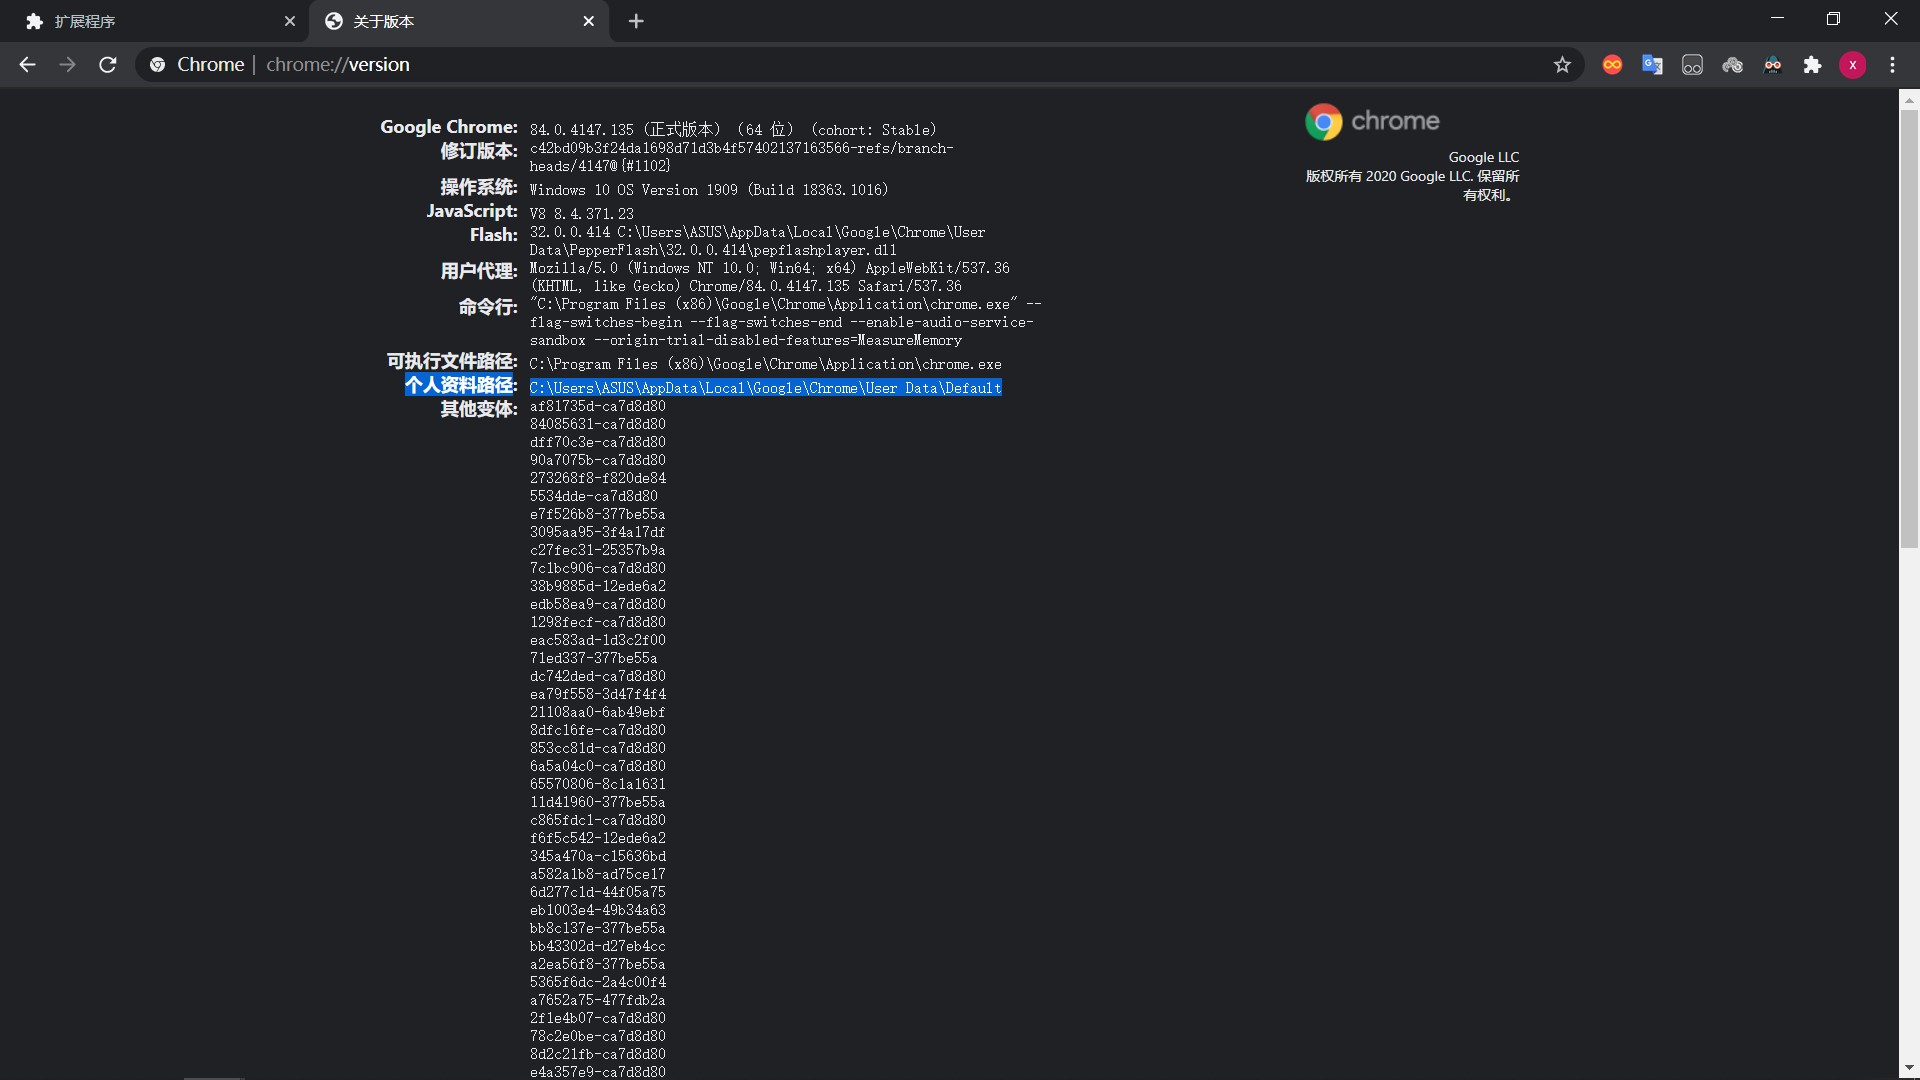 扩展程序
关于版本
Chrome | chrome://version
X
chrome
Google LLC
版权所有 2020 Google LLC. 保留所
有权利。
Google Chrome: 84.0.4147.135 (正式版本) (64 位) (cohort: Stable)
修订版本: c42bd09b3f24da1698d71d3b4f57402137163566-refs/branch-
heads/4147@{#1102}
操作系统: Windows 10 OS Version 1909 (Build 18363.1016)
JavaScript: V8 8.4.371.23
Flash: 32.0.0.414 C:\Users\ASUS\AppData\Local\Google\Chrome\User
Data\PepperFlash\32.0.0.414\pepflashplayer.dll
用户代理: Mozilla/5.0 (Windows NT 10.0; Win64; x64) AppleWebKit/537.36
(KHTML, like Gecko) Chrome/84.0.4147.135 Safari/537.36
命令行: "C:\Program Files (x86)\Google\Chrome\Application\chrome.exe" --
flag-switches-begin --flag-switches-end --enable-audio-service-
sandbox --origin-trial-disabled-features=MeasureMemory
可执行文件路径: C:\Program Files (x86)\Google\Chrome\Application\chrome.exe
个人资料路径: C:\Users\ASUS\AppData\Local\Google\Chrome\User Data\Default
其他变体: af81735d-ca7d8d80
84085631-ca7d8d80
dff70c3e-ca7d8d80
90a7075b-ca7d8d80
273268f8-f820de84
5534dde-ca7d8d80
e7f526b8-377be55a
3095aa95-3f4a17df
c27fec31-25357b9a
7c1bc906-ca7d8d80
38b9885d-12ede6a2
edb58ea9-ca7d8d80
1298fecf-ca7d8d80
eac583ad-1d3c2f00
71ed337-377be55a
dc742ded-ca7d8d80
ea79f558-3d47f4f4
21108aa0-6ab49ebf
8dfc16fe-ca7d8d80
853cc81d-ca7d8d80
6a5a04c0-ca7d8d80
65570806-8c1a1631
11d41960-377be55a
c865fdc1-ca7d8d80
f6f5c542-12ede6a2
345a470a-c15636bd
a582a1b8-ad75ce17
6d277c1d-44f05a75
eb1003e4-49b34a63
bb8c137e-377be55a
bb43302d-d27eb4cc
a2ea56f8-377be55a
5365f6dc-2a4c00f4
a7652a75-477fdb2a
2f1e4b07-ca7d8d80
78c2e0be-ca7d8d80
8d2c21fb-ca7d8d80
e4a357e9-ca7d8d80